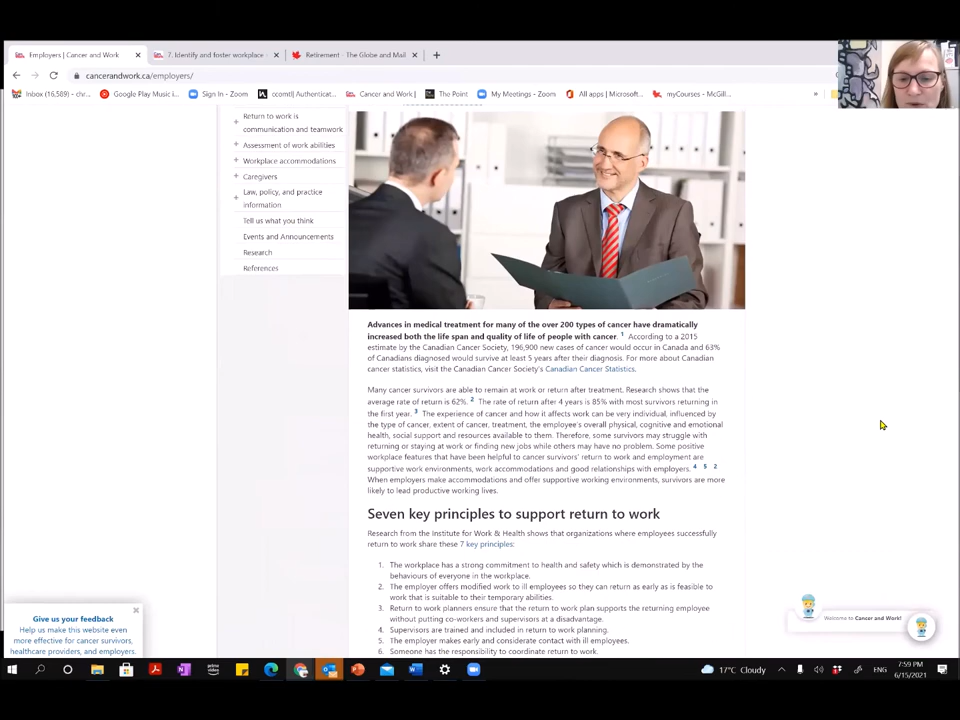 Employers | Cancer and Work
7. Identify and foster workplace
Retirement - The Globe and Mail
cancerandwork.ca/employers/
Inbox (16,589) - chr...
Google Play Music i...
Sign In - Zoom
ccomtl| Authenticat...
Cancer and Work |
The Point
My Meetings - Zoom
All apps | Microsoft...
myCourses - McGill...
»
Return to work is
communication and teamwork
Assessment of work abilities
Workplace accommodations
Caregivers
Law, policy, and practice
information
Tell us what you think
Events and Announcements
Research
References
Advances in medical treatment for many of the over 200 types of cancer have dramatically
increased both the life span and quality of life of people with cancer. 1 According to a 2015
estimate by the Canadian Cancer Society, 196,900 new cases of cancer would occur in Canada and 63%
of Canadians diagnosed would survive at least 5 years after their diagnosis. For more about Canadian
cancer statistics, visit the Canadian Cancer Society's Canadian Cancer Statistics.
Many cancer survivors are able to remain at work or return after treatment. Research shows that the
average rate of return is 62%. 2 The rate of return after 4 years is 85% with most survivors returning in
the first year. 3 The experience of cancer and how it affects work can be very individual, influenced by
the type of cancer, extent of cancer, treatment, the employee's overall physical, cognitive and emotional
health, social support and resources available to them. Therefore, some survivors may struggle with
returning or staying at work or finding new jobs while others may have no problem. Some positive
workplace features that have been helpful to cancer survivors' return to work and employment are
supportive work environments, work accommodations and good relationships with employers. 4 5 2
When employers make accommodations and offer supportive working environments, survivors are more
likely to lead productive working lives.
Seven key principles to support return to work
Research from the Institute for Work & Health shows that organizations where employees successfully
return to work share these 7 key principles:
1. The workplace has a strong commitment to health and safety which is demonstrated by the
behaviours of everyone in the workplace.
2. The employer offers modified work to ill employees so they can return as early as is feasible to
work that is suitable to their temporary abilities.
3. Return to work planners ensure that the return to work plan supports the returning employee
without putting co-workers and supervisors at a disadvantage.
4. Supervisors are trained and included in return to work planning.
5. The employer makes early and considerate contact with ill employees.
6. Someone has the responsibility to coordinate return to work.
Give us your feedback
Help us make this website even
more effective for cancer survivors,
healthcare providers, and employers.
Welcome to Cancer and Work!
prime
video
17°C Cloudy
ENG
7:59 PM
6/15/2021